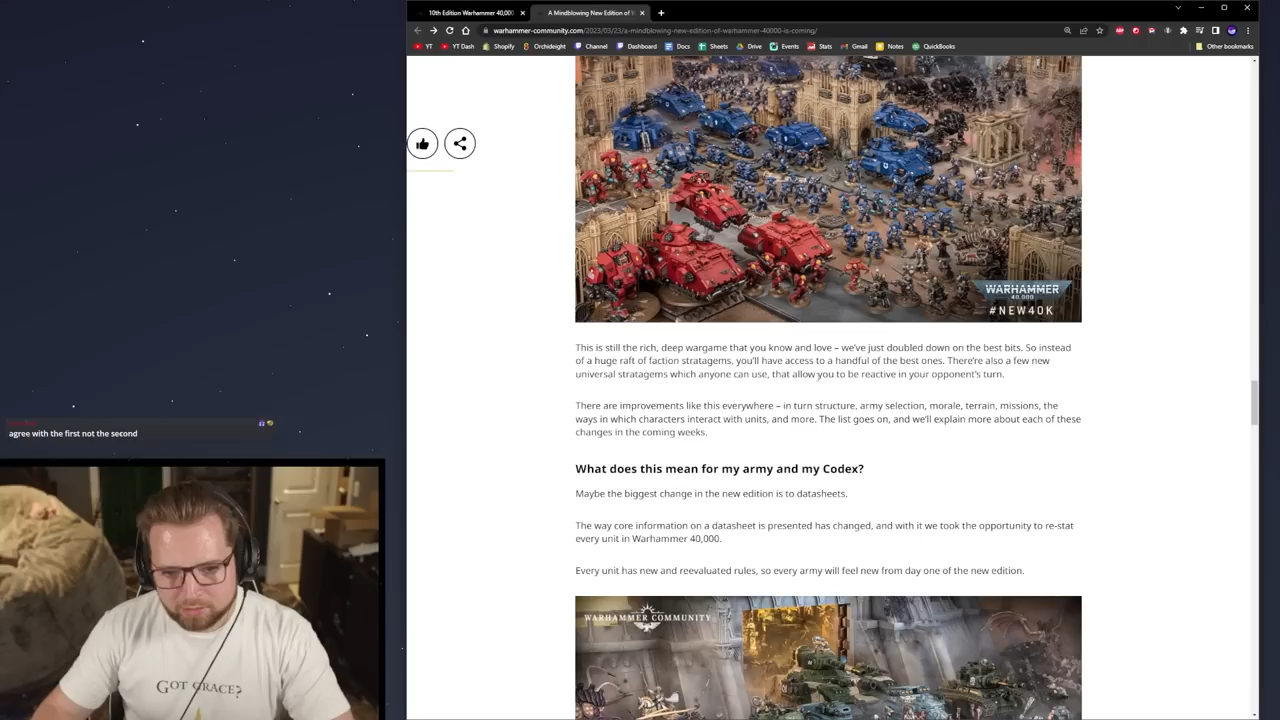 10th Edition Warhammer 40,000
A Mindblowing New Edition of
warhammer-community.com/2023/03/23/a-mindblowing-new-edition-of-warhammer-40000-is-coming/
YT
YT Dash
Shopify
Orchideight
Channel
Dashboard
Docs
Sheets
Drive
Events
Stats
Gmail
Notes
QuickBooks
Other bookmarks
WARHAMMER
40,000
#NEW40K
This is still the rich, deep wargame that you know and love – we've just doubled down on the best bits. So instead
of a huge raft of faction stratagems, you'll have access to a handful of the best ones. There're also a few new
universal stratagems which anyone can use, that allow you to be reactive in your opponent's turn.
There are improvements like this everywhere – in turn structure, army selection, morale, terrain, missions, the
ways in which characters interact with units, and more. The list goes on, and we'll explain more about each of these
changes in the coming weeks.
What does this mean for my army and my Codex?
Maybe the biggest change in the new edition is to datasheets.
The way core information on a datasheet is presented has changed, and with it we took the opportunity to re-stat
every unit in Warhammer 40,000.
Every unit has new and reevaluated rules, so every army will feel new from day one of the new edition.
WARHAMMER COMMUNITY
agree with the first not the second
GOT GRACE?